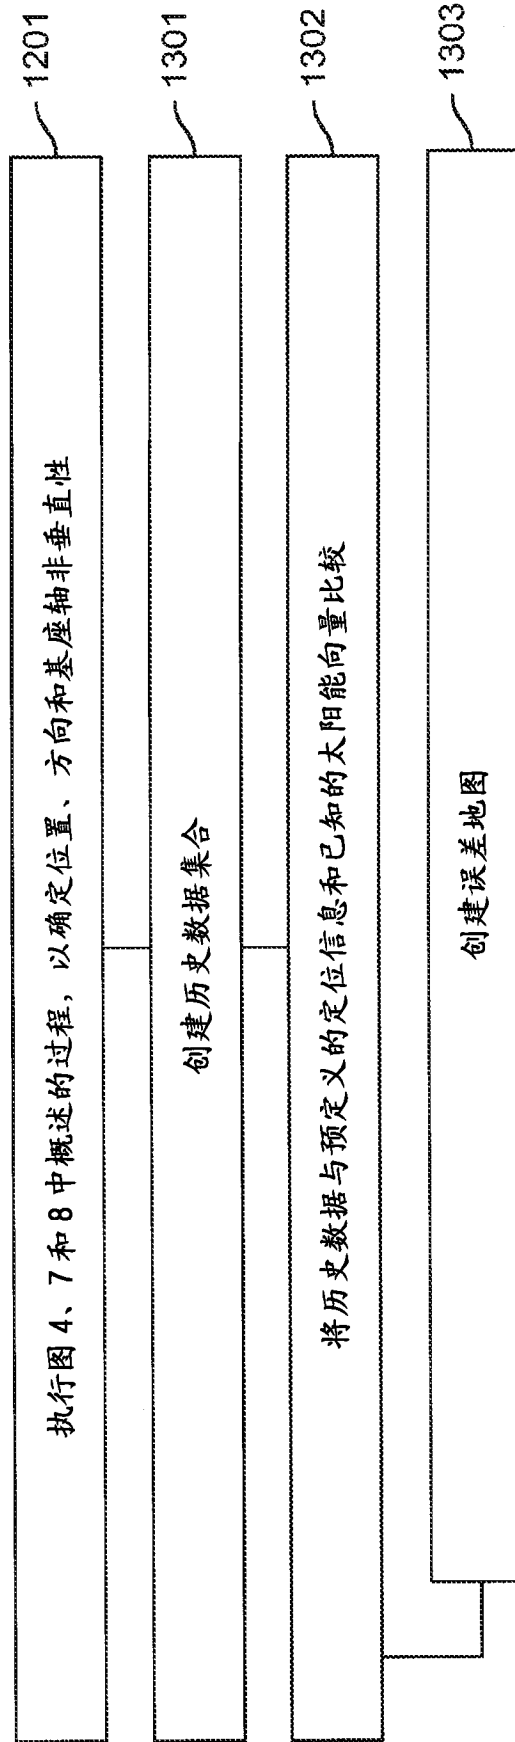 1201
执行图 4、7 和 8 中概述的过程, 以确定位置、方向和基座轴非垂直性
1301
创建历史数据集合
1302
将历史数据与预定义的定位信息和已知的太阳能向量比较
1303
创建误差地图